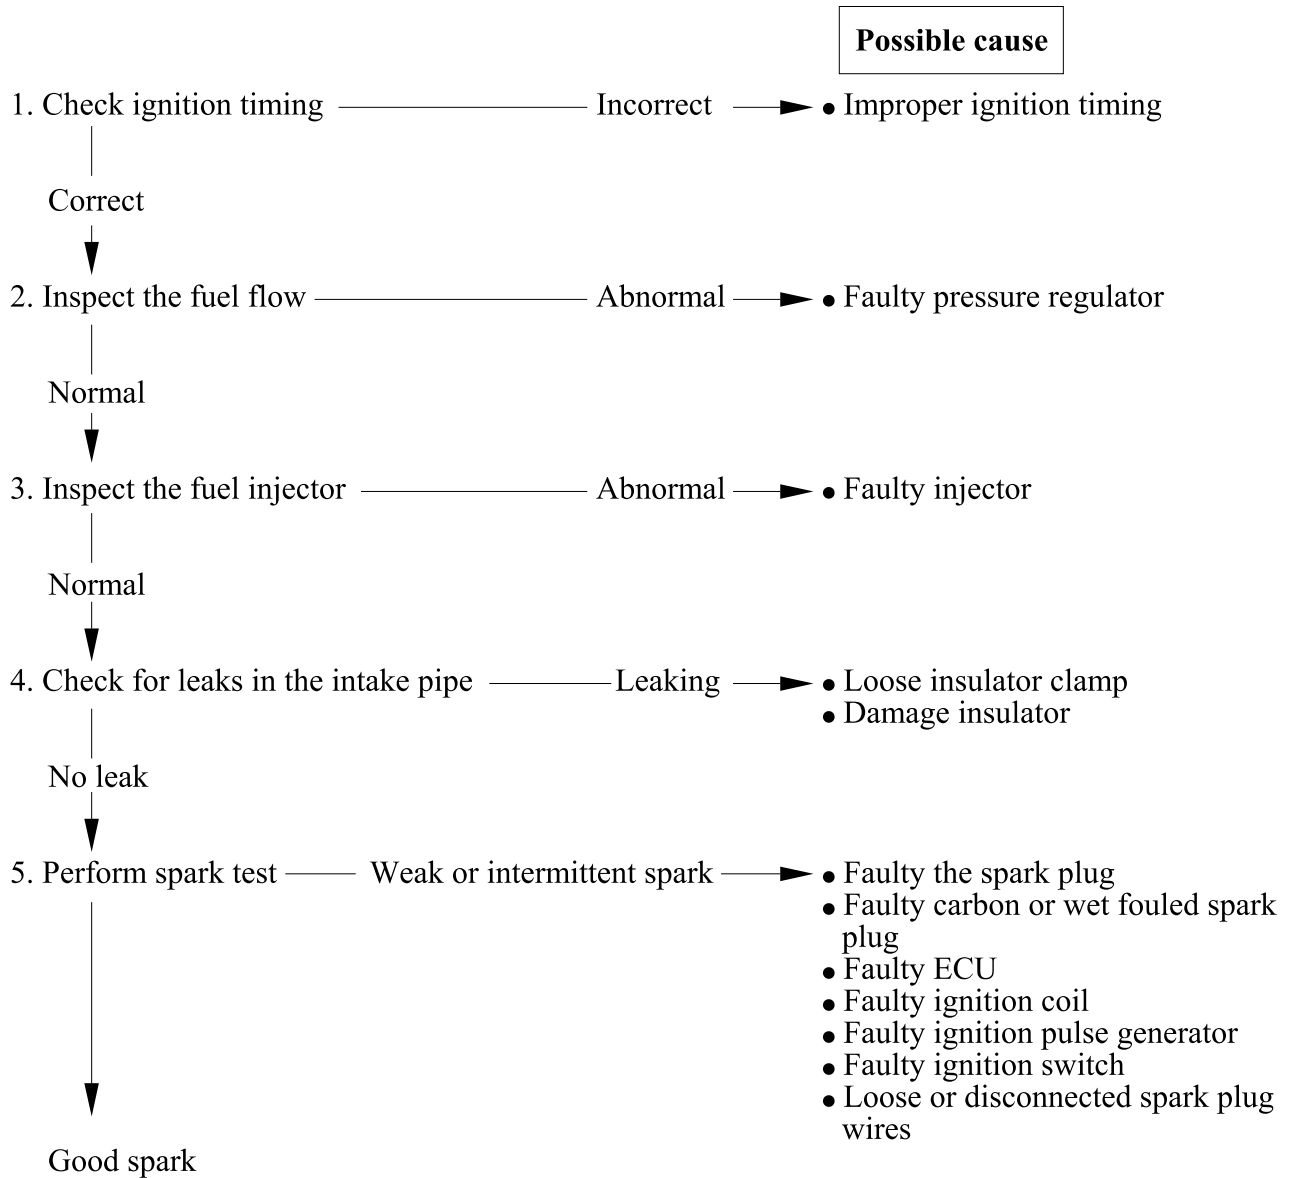 Possible cause
1. Check ignition timing Incorrect ● Improper ignition timing
Correct
2. Inspect the fuel flow Abnormal ● Faulty pressure regulator
Normal
3. Inspect the fuel injector Abnormal ● Faulty injector
Normal
4. Check for leaks in the intake pipe Leaking ● Loose insulator clamp
● Damage insulator
No leak
5. Perform spark test Weak or intermittent spark ● Faulty the spark plug
● Faulty carbon or wet fouled spark
plug
● Faulty ECU
● Faulty ignition coil
● Faulty ignition pulse generator
● Faulty ignition switch
● Loose or disconnected spark plug
wires
Good spark